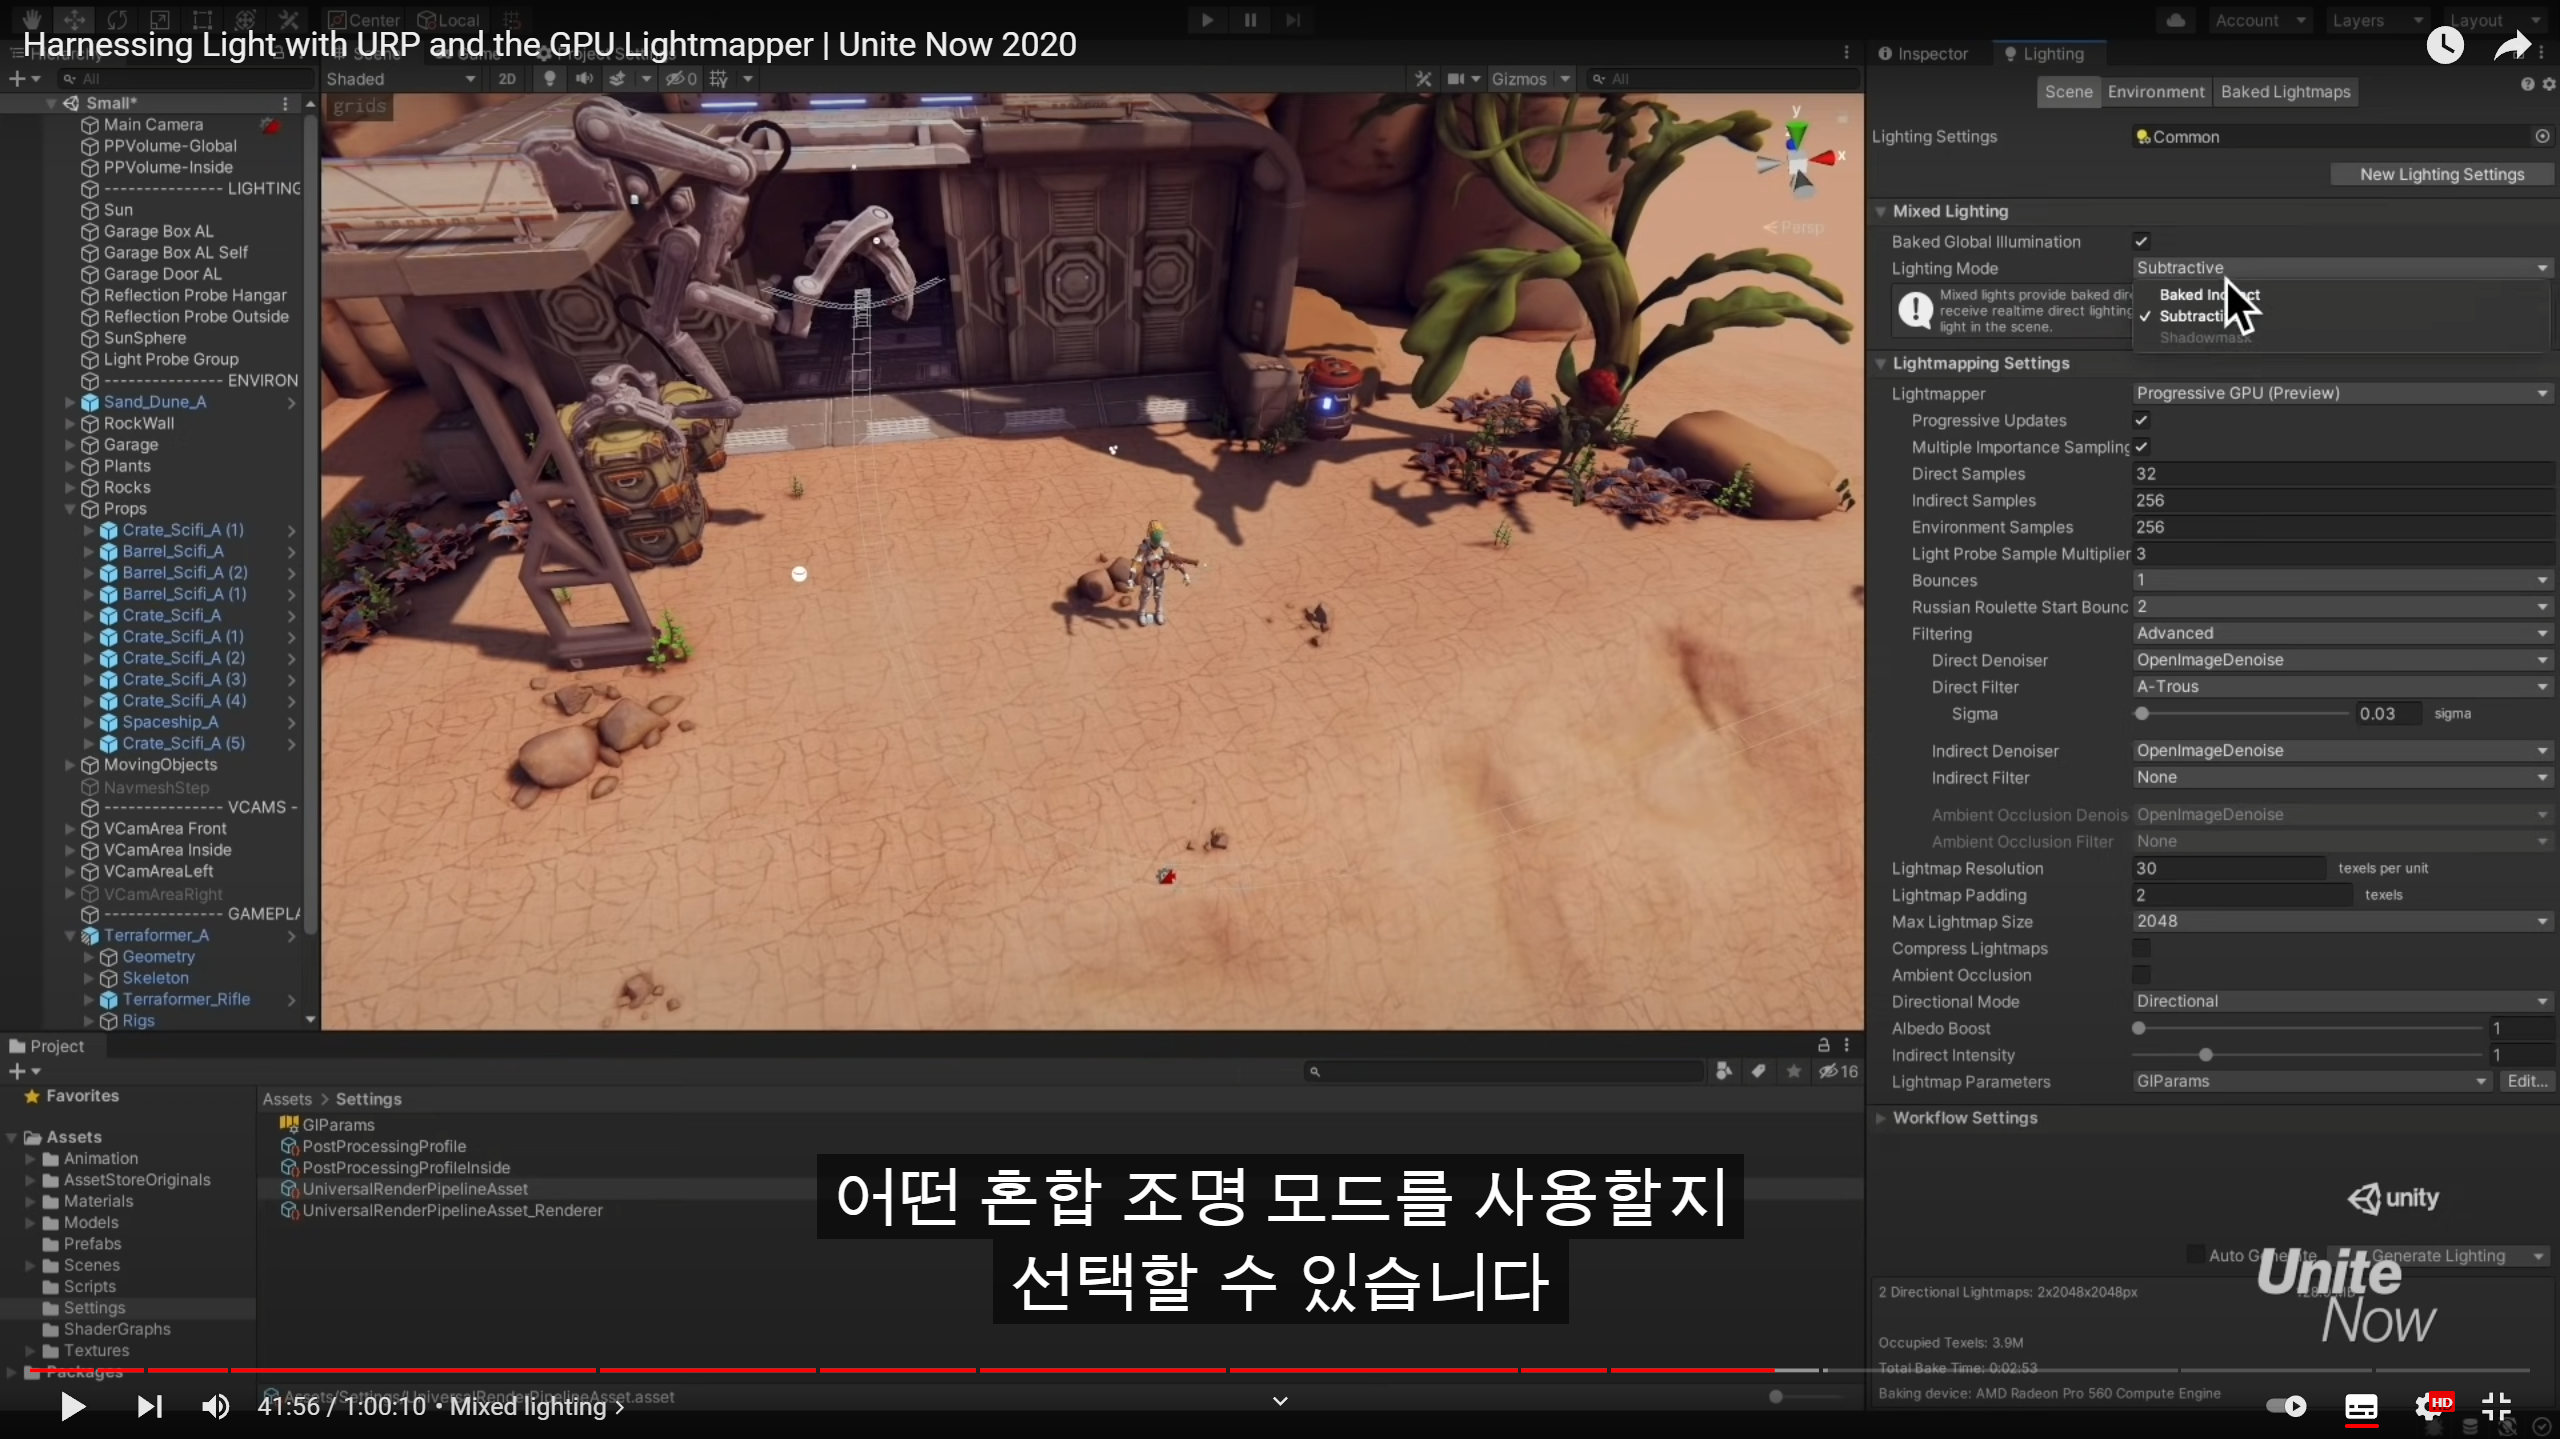 Center
Local
Account
Layers
Layout
Harnessing Light with URP and the GPU Lightmapper | Unite Now 2020
Inspector
Lighting
All
Shaded
2D
0
Gizmos
All
Scene
Environment
Baked Lightmaps
Small*
grids
y
x
Persp
Main Camera
PPVolume-Global
PPVolume-Inside
--------------- LIGHTING
Sun
Garage Box AL
Garage Box AL Self
Garage Door AL
Reflection Probe Hangar
Reflection Probe Outside
SunSphere
Light Probe Group
--------------- ENVIRON
Sand_Dune_A
RockWall
Garage
Plants
Rocks
Props
Crate_Scifi_A (1)
Barrel_Scifi_A
Barrel_Scifi_A (2)
Barrel_Scifi_A (1)
Crate_Scifi_A
Crate_Scifi_A (1)
Crate_Scifi_A (2)
Crate_Scifi_A (3)
Crate_Scifi_A (4)
Spaceship_A
Crate_Scifi_A (5)
MovingObjects
NavmeshStep
--------------- VCAMS -
VCamArea Front
VCamArea Inside
VCamAreaLeft
VCamAreaRight
--------------- GAMEPLA
Terraformer_A
Geometry
Skeleton
Terraformer_Rifle
Rigs
Lighting Settings Common
New Lighting Settings
Mixed Lighting
Baked Global Illumination
Lighting Mode Subtractive
Mixed lights provide baked dir
receive realtime direct lighting
light in the scene.
Baked
Shadowmask
Lightmapping Settings
Lightmapper Progressive GPU (Preview)
Progressive Updates
Multiple Importance Sampling
Direct Samples 32
Indirect Samples 256
Environment Samples 256
Light Probe Sample Multiplier 3
Bounces 1
Russian Roulette Start Bounc 2
Filtering Advanced
Direct Denoiser OpenImageDenoise
Direct Filter A-Trous
Sigma 0.03 sigma
Indirect Denoiser OpenImageDenoise
Indirect Filter None
Ambient Occlusion Denois OpenImageDenoise
Ambient Occlusion Filter None
Lightmap Resolution 30 texels per unit
Lightmap Padding 2 texels
Max Lightmap Size 2048
Compress Lightmaps
Ambient Occlusion
Directional Mode Directional
Albedo Boost 1
Indirect Intensity 1
Lightmap Parameters GIParams Edit...
Workflow Settings
Project
16
Favorites
Assets
Animation
AssetStoreOriginals
Materials
Models
Prefabs
Scenes
Scripts
Settings
ShaderGraphs
Textures
Packages
Assets > Settings
GIParams
PostProcessingProfile
PostProcessingProfileInside
UniversalRenderPipelineAsset
UniversalRenderPipelineAsset_Renderer
어떤 혼합 조명 모드를 사용할지
선택할 수 있습니다
unity
Auto Generate
Generate Lighting
Unite
Now
2 Directional Lightmaps: 2x2048x2048px
Occupied Texels: 3.9M
Total Bake Time: 0:02:53
Baking device: AMD Radeon Pro 560 Compute Engine
Assets/Settings/UniversalRenderPipelineAsset.asset
41:56 / 1:00:10 • Mixed lighting >
HD